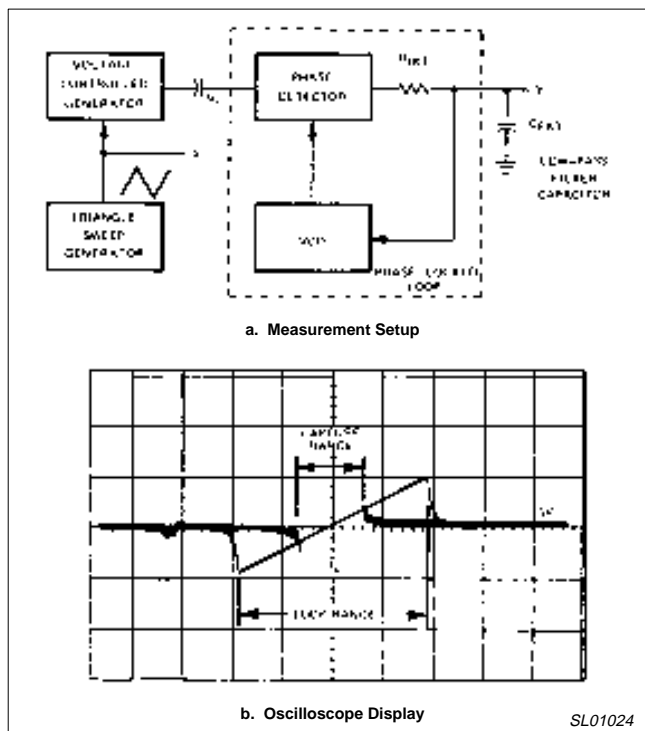 VOLTAGE
CONTROLLED
GENERATOR
PHASE
DETECTOR
TRIANGLE
SWEEP
GENERATOR
VCO
PHASE LOCKED
LOOP
LOW-PASS
FILTER
CAPACITOR
a. Measurement Setup
CAPTURE
RANGE
LOCK RANGE
b. Oscilloscope Display
SL01024